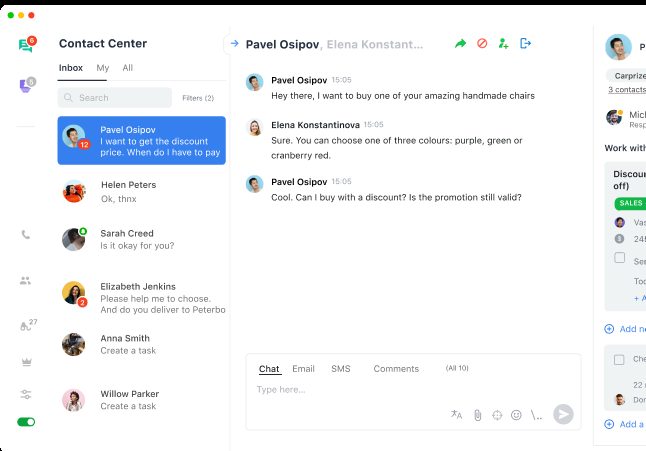 6
5
27
Contact Center
Inbox My All
Search Filters (2)
Pavel Osipov
I want to get the discount
price. When do I have to pay
12
Helen Peters
Ok, thnx
Sarah Creed
Is it okay for you?
Elizabeth Jenkins
Please help me to choose.
And do you deliver to Peterbo
2
Anna Smith
Create a task
Willow Parker
Create a task
Pavel Osipov, Elena Konstant...
Pavel Osipov 15:05
Hey there, I want to buy one of your amazing handmade chairs
Elena Konstantinova 15:05
Sure. You can choose one of three colours: purple, green or
cranberry red.
Pavel Osipov 15:05
Cool. Can I buy with a discount? Is the promotion still valid?
Chat Email SMS Comments (All 10)
Type here...
P
Carprize
3 contacts
Mich
Resp
Work with
Discou
off)
SALES
Vas
$ 24
Ser
Too
+ A
Add ne
Che
22
Don
Add a